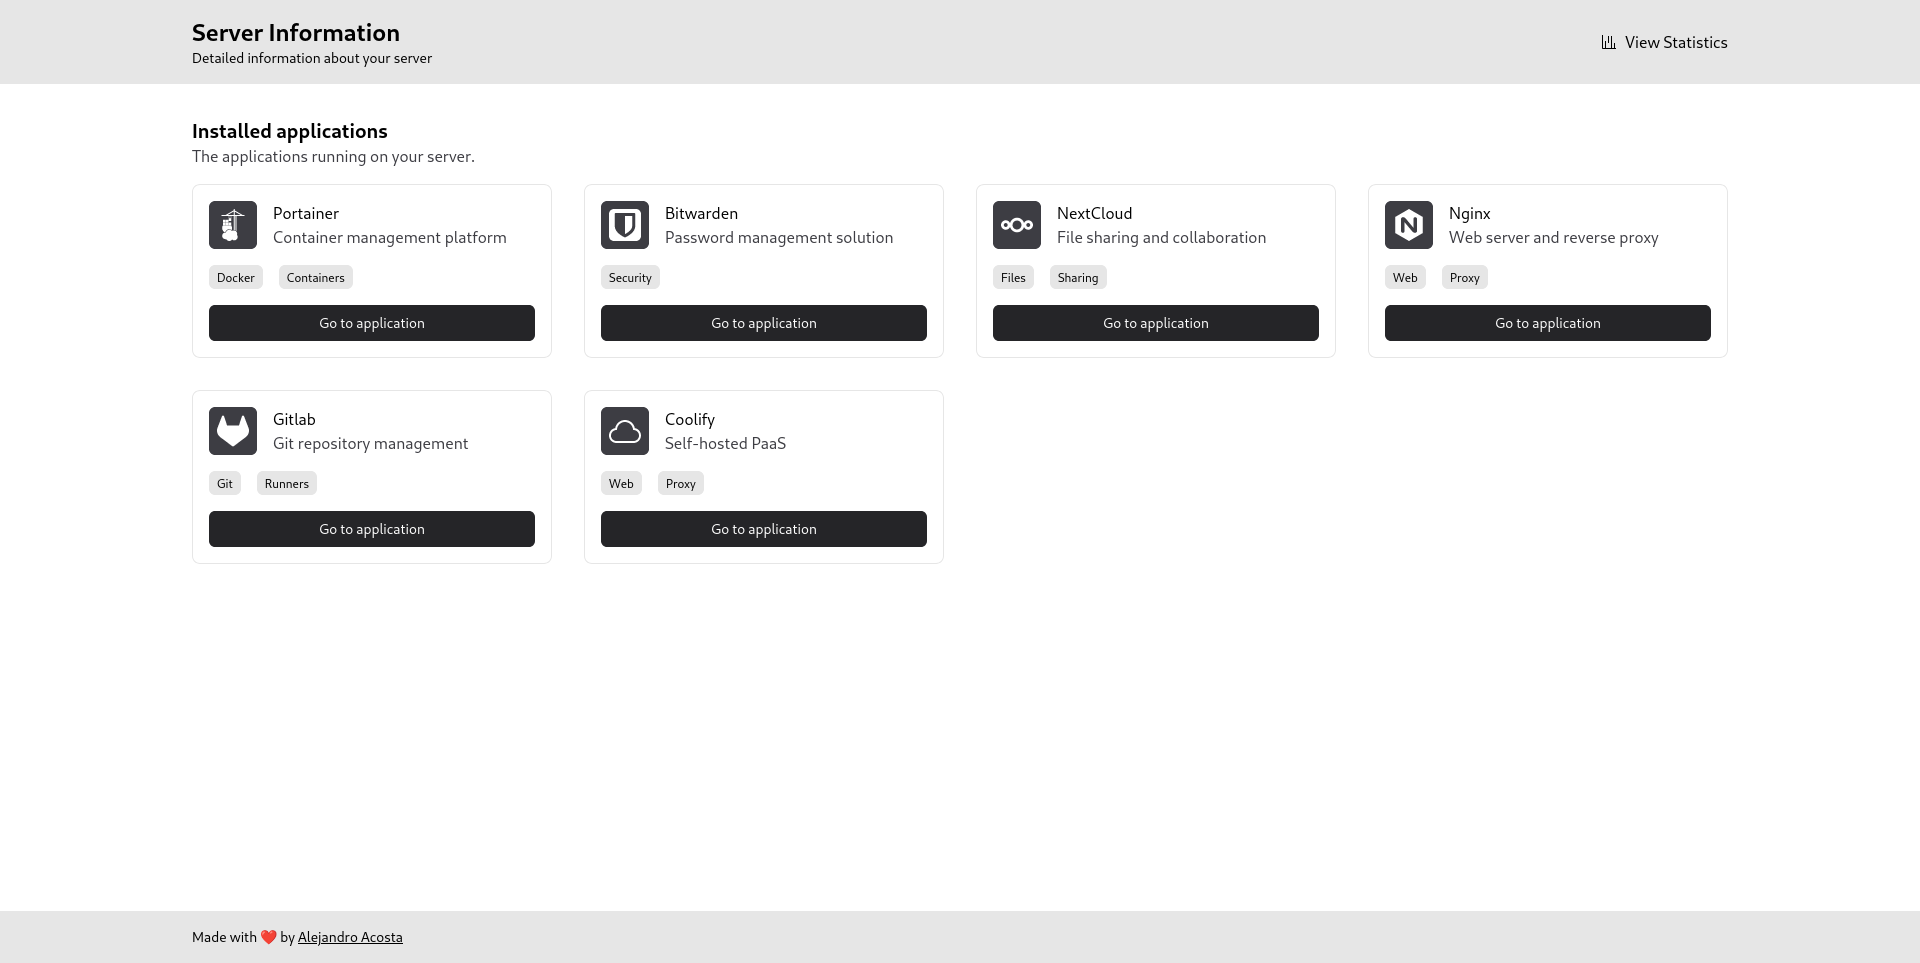 Server Information
Detailed information about your server
View Statistics
Installed applications
The applications running on your server.
Portainer
Container management platform
Docker Containers
Go to application
Bitwarden
Password management solution
Security
Go to application
NextCloud
File sharing and collaboration
Files Sharing
Go to application
Nginx
Web server and reverse proxy
Web Proxy
Go to application
Gitlab
Git repository management
Git Runners
Go to application
Coolify
Self-hosted PaaS
Web Proxy
Go to application
Made with ❤️ by Alejandro Acosta